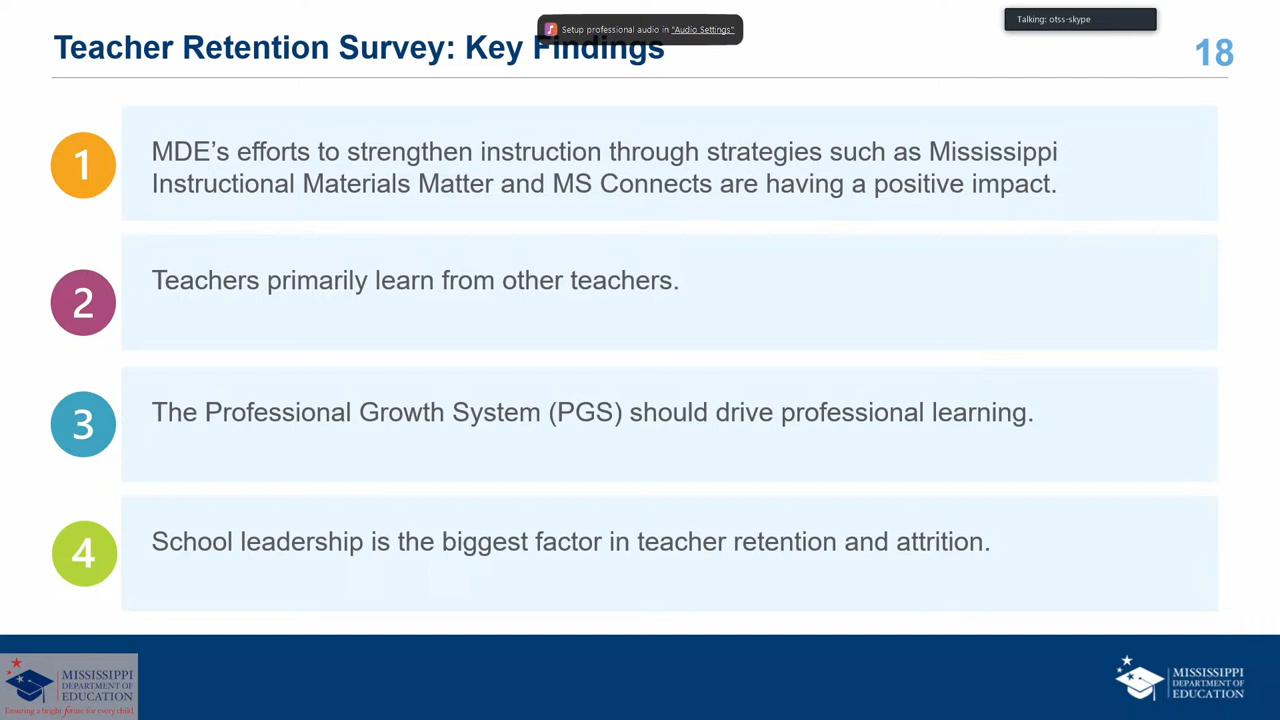 Setup professional audio in "Audio Settings"
Talking: otss-skype
Teacher Retention Survey: Key Findings
18
1
MDE’s efforts to strengthen instruction through strategies such as Mississippi
Instructional Materials Matter and MS Connects are having a positive impact.
2
Teachers primarily learn from other teachers.
3
The Professional Growth System (PGS) should drive professional learning.
4
School leadership is the biggest factor in teacher retention and attrition.
MISSISSIPPI
DEPARTMENT OF
EDUCATION
Ensuring a bright future for every child
MISSISSIPPI
DEPARTMENT OF
EDUCATION